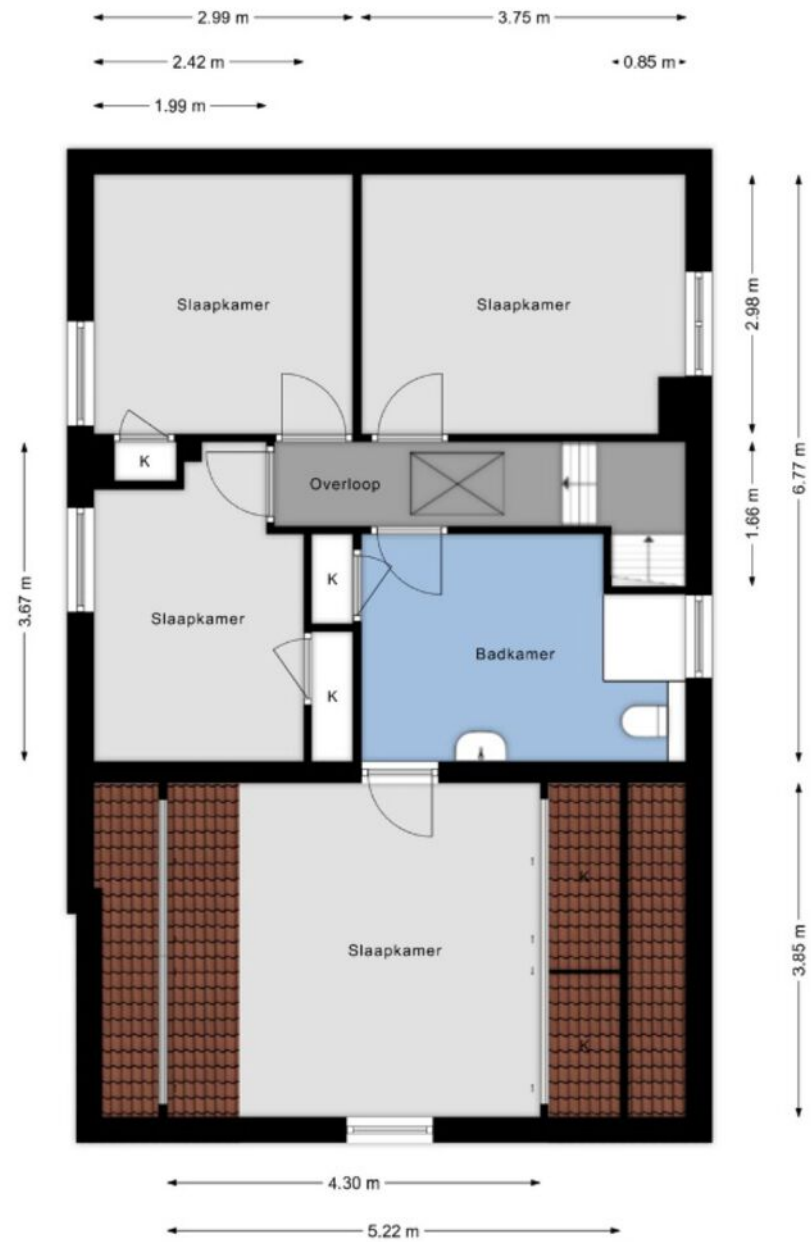 2.99 m 3.75 m
2.42 m 0.85 m
1.99 m
Slaapkamer Slaapkamer
2.98 m
6.77 m
K
Overloop
1.66 m
3.67 m
K
Slaapkamer
Badkamer
K
K
Slaapkamer
3.85 m
K
4.30 m
5.22 m